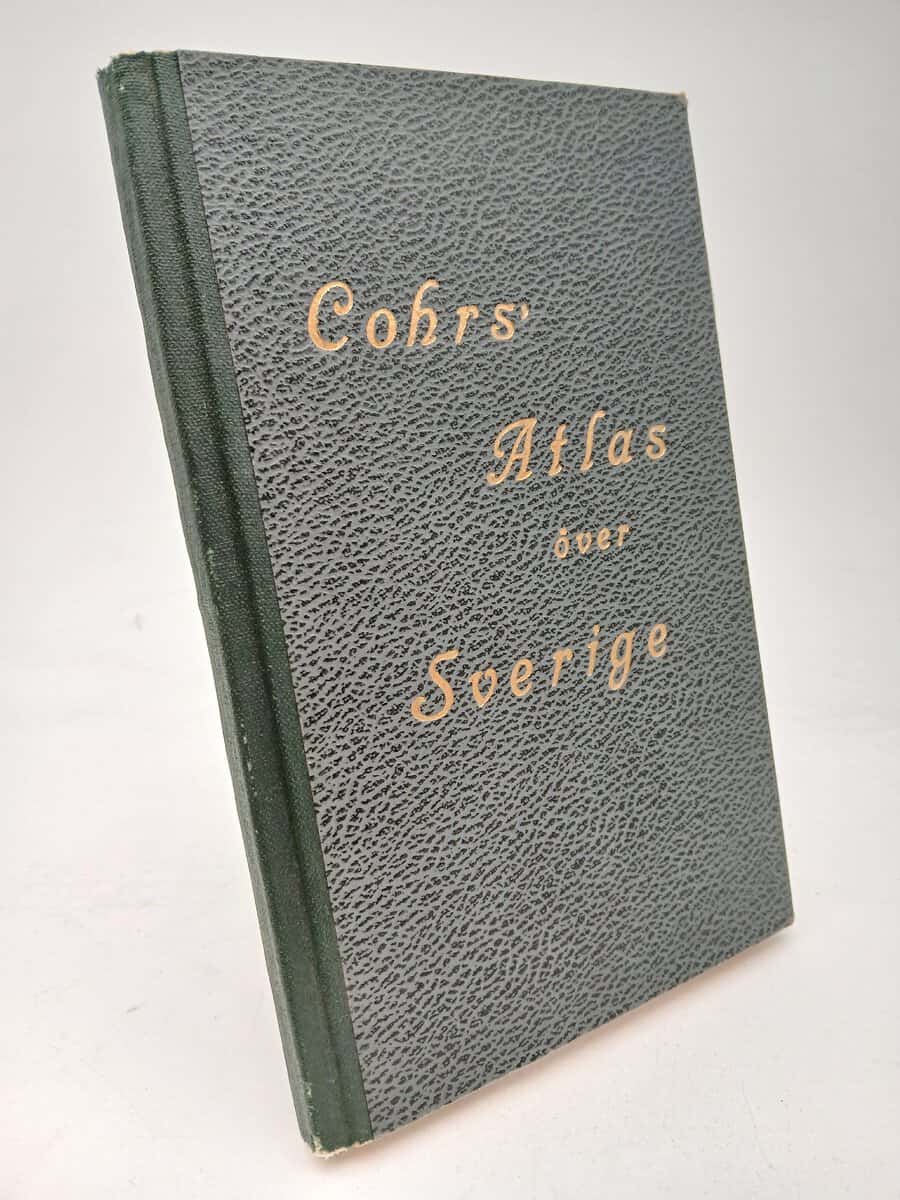 Cohrs'
Atlas
över
Sverige